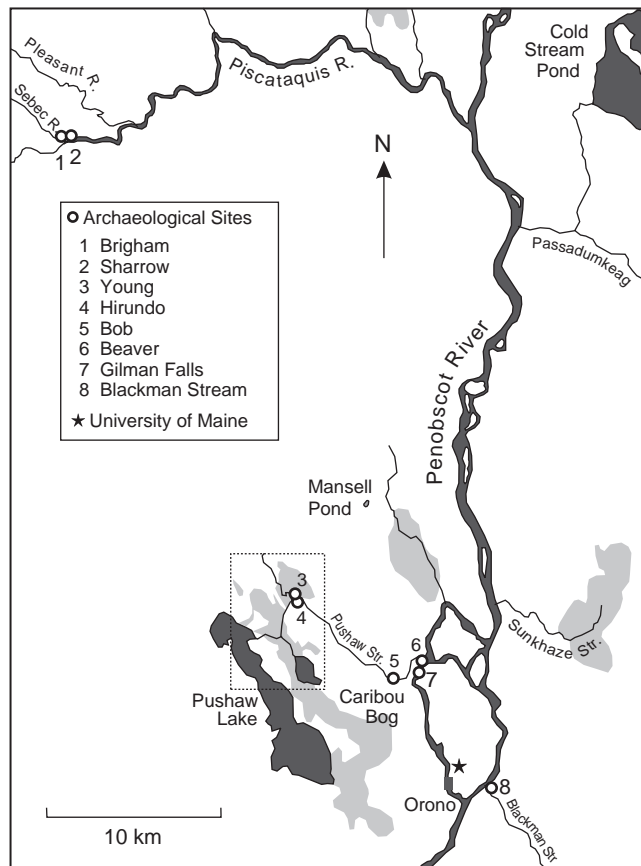 Cold
Stream
Pond
Pleasant R.
Piscataquis R.
Sebec R.
1 2
N
Archaeological Sites
1 Brigham
2 Sharrow
3 Young
4 Hirundo
5 Bob
6 Beaver
7 Gilman Falls
8 Blackman Stream
★ University of Maine
Passadumkeag
Penobscot River
Mansell
Pond
3
4
Pushaw Str.
Sunkhaze Str.
5
6
7
Pushaw
Lake
Caribou
Bog
8
Orono
Blackman Str
10 km